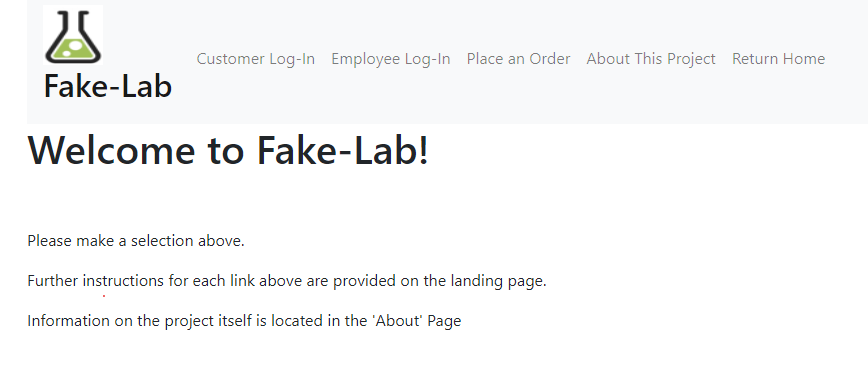 Customer Log-In Employee Log-In Place an Order About This Project Return Home
Fake-Lab
Welcome to Fake-Lab!
Please make a selection above.
Further instructions for each link above are provided on the landing page.
Information on the project itself is located in the 'About' Page